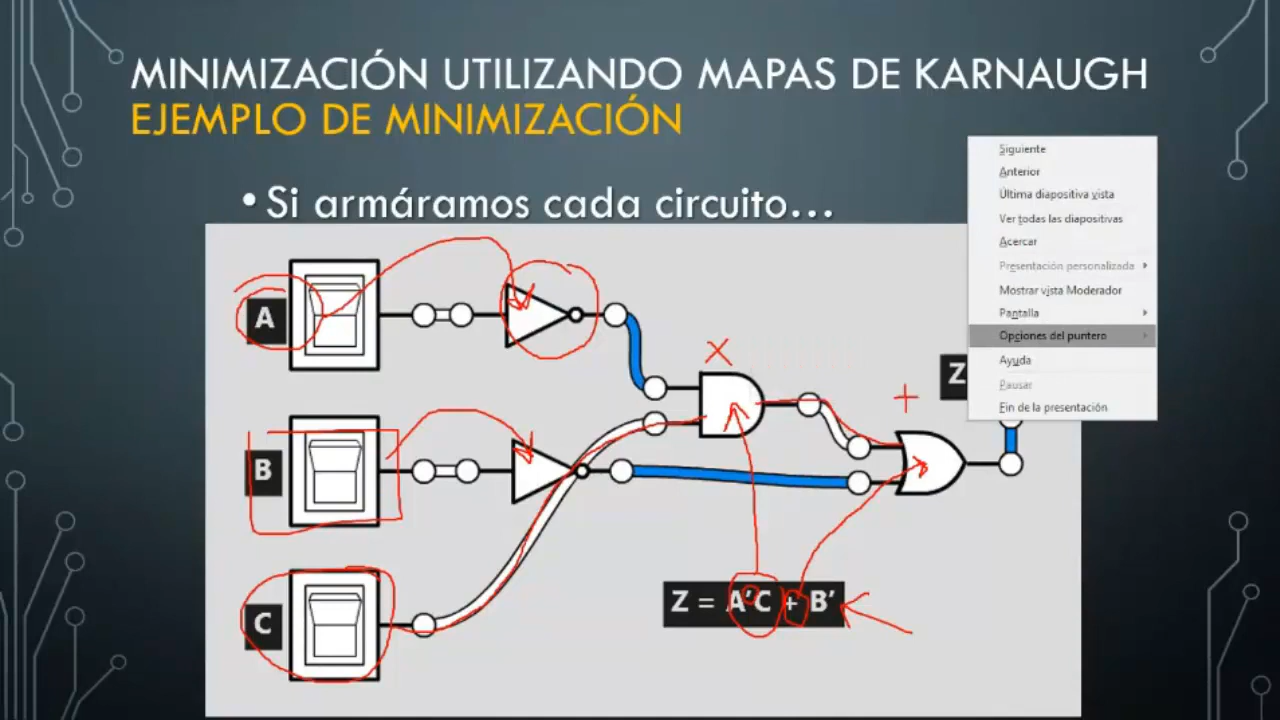 MINIMIZACIÓN UTILIZANDO MAPAS DE KARNAUGH
EJEMPLO DE MINIMIZACIÓN
• Si armáramos cada circuito...
Siguiente
Anterior
Última diapositiva vista
Ver todas las diapositivas
Acercar
Presentación personalizada
Mostrar vista Moderador
Pantalla
Opciones del puntero
Ayuda
Pausar
Fin de la presentación
A
X
+
Z
B
C
Z = A'C + B'